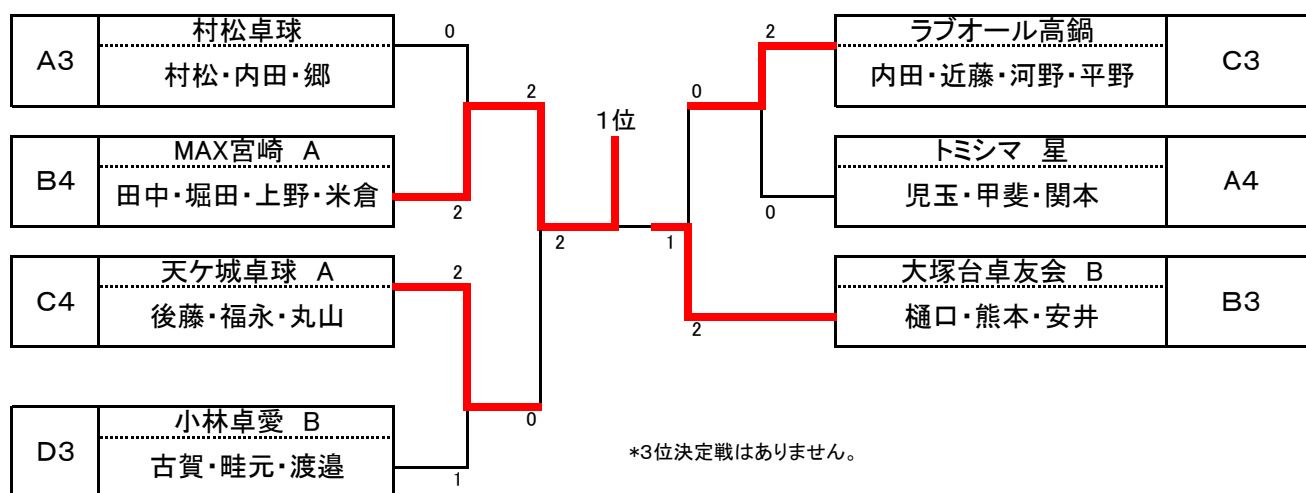 A3
村松卓球
村松・内田・郷
0
B4
MAX宮崎 A
田中・堀田・上野・米倉
2
2
C4
天ケ城卓球 A
後藤・福永・丸山
2
D3
小林卓愛 B
古賀・畦元・渡邉
1
0
2
1位
1
0
2
ラブオール高鍋
内田・近藤・河野・平野
C3
0
トミシマ 星
児玉・甲斐・関本
A4
2
大塚台卓友会 B
樋口・熊本・安井
B3
*3位決定戦はありません。